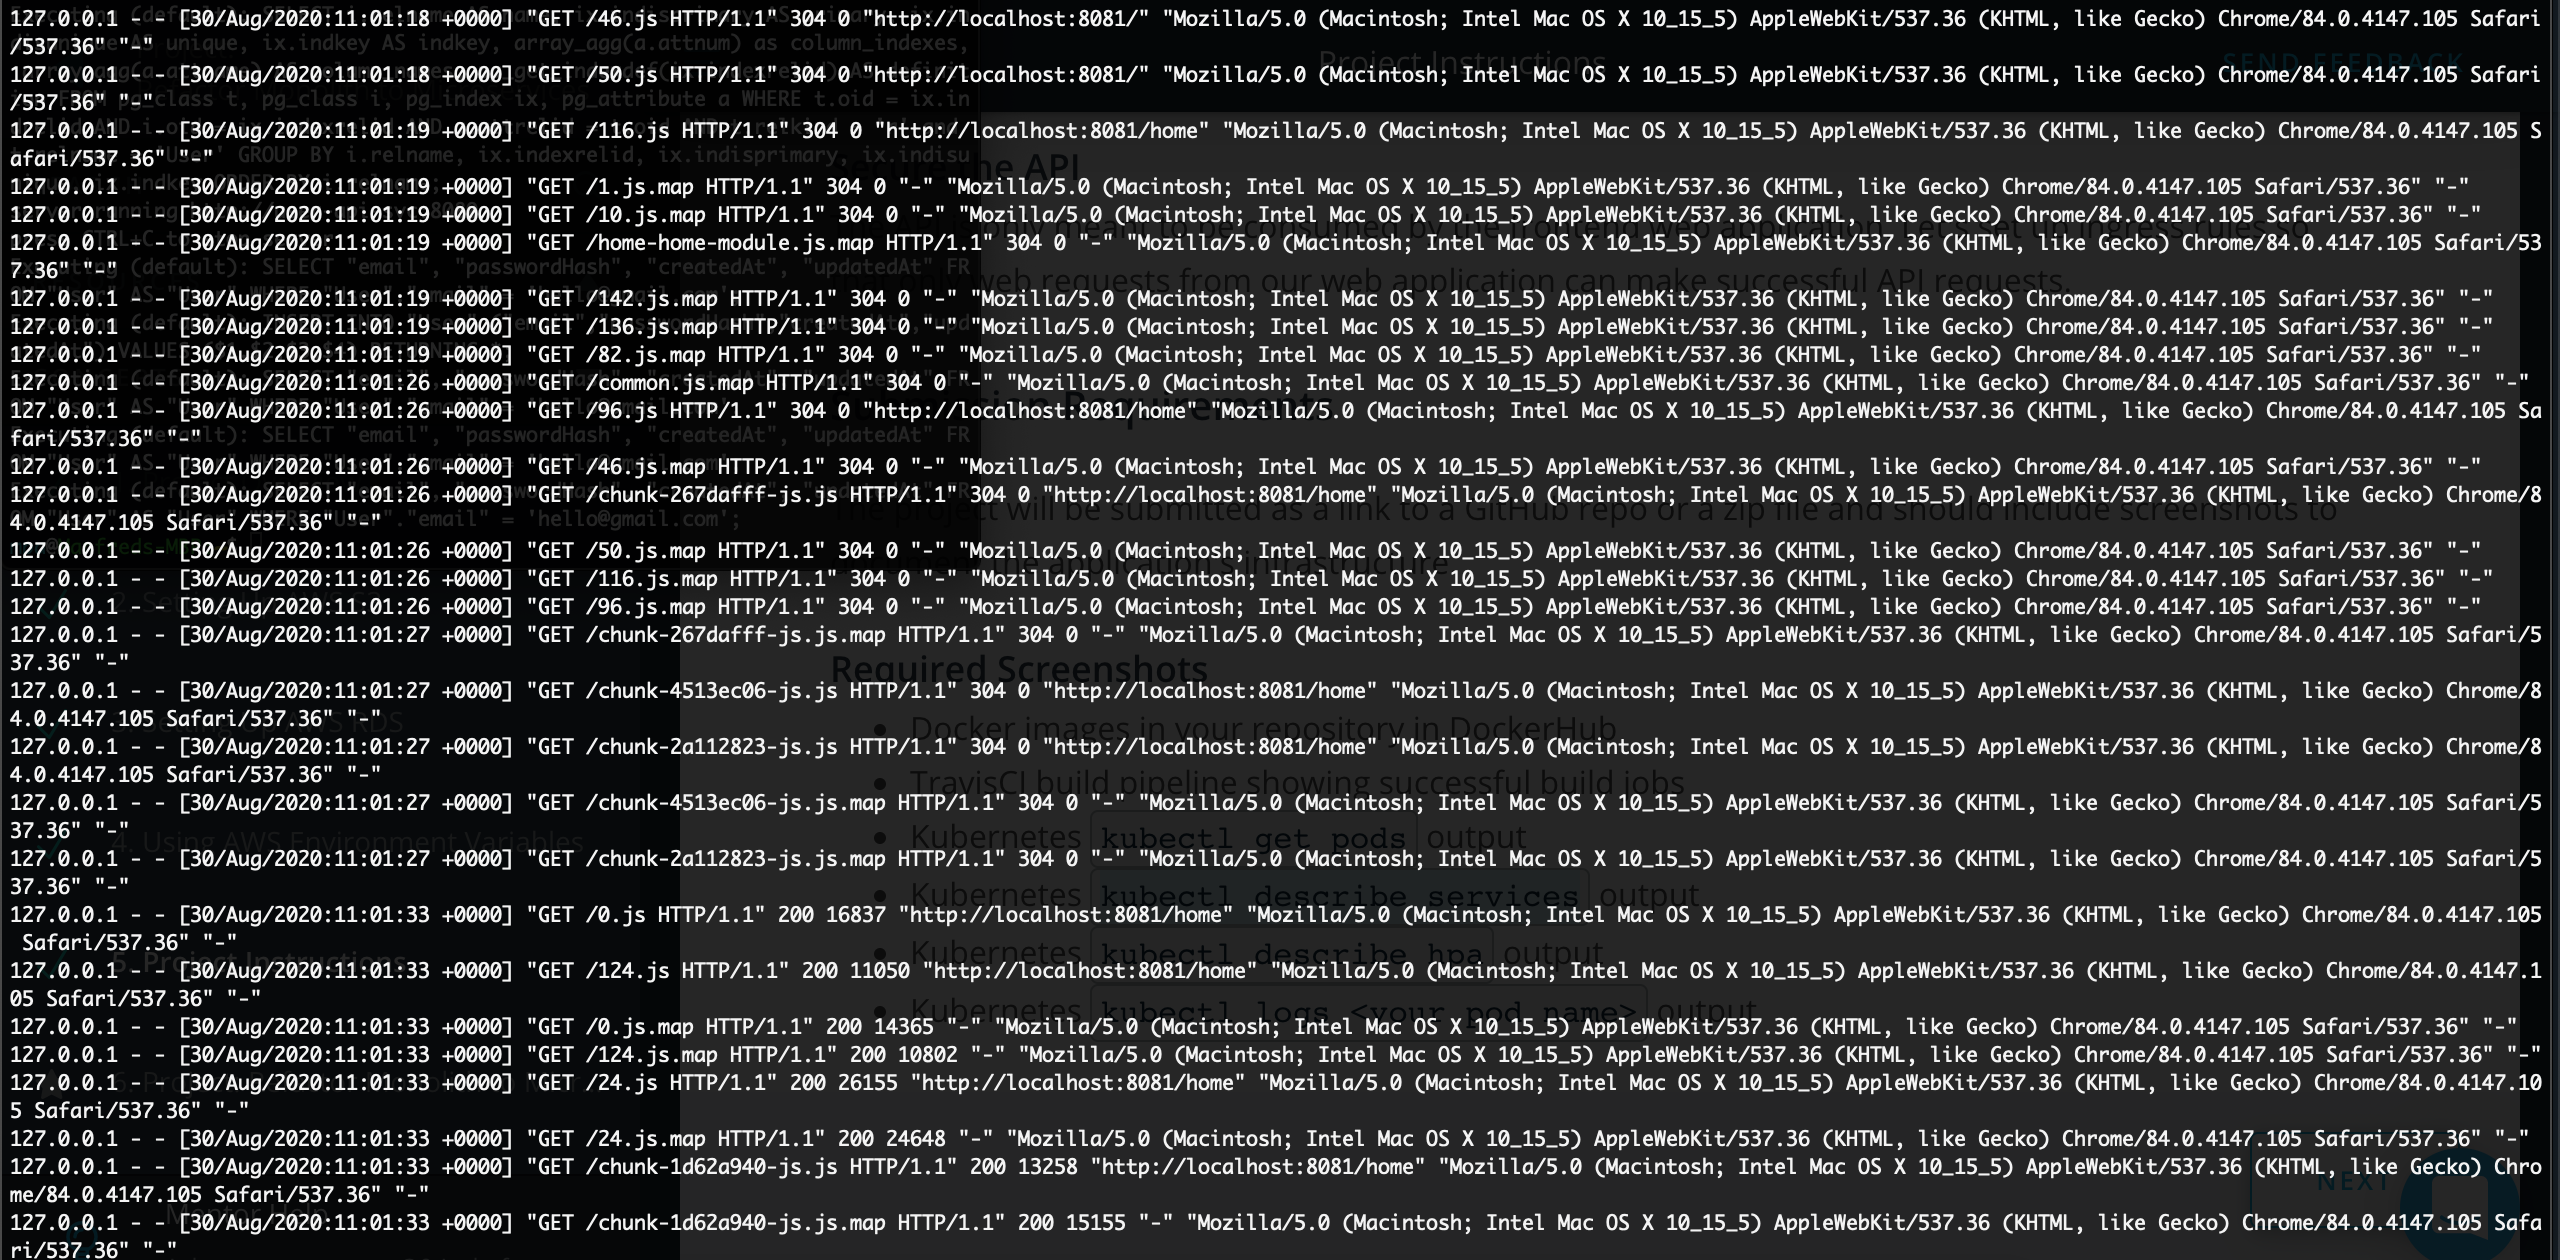 127.0.0.1 - - [30/Aug/2020:11:01:18 +0000] "GET /46.js HTTP/1.1" 304 0 "http://localhost:8081/" "Mozilla/5.0 (Macintosh; Intel Mac OS X 10_15_5) AppleWebKit/537.36 (KHTML, like Gecko) Chrome/84.0.4147.105 Safari
/537.36" "-"
127.0.0.1 - - [30/Aug/2020:11:01:18 +0000] "GET /50.js HTTP/1.1" 304 0 "http://localhost:8081/" "Mozilla/5.0 (Macintosh; Intel Mac OS X 10_15_5) AppleWebKit/537.36 (KHTML, like Gecko) Chrome/84.0.4147.105 Safari
/537.36" "-"
127.0.0.1 - - [30/Aug/2020:11:01:19 +0000] "GET /116.js HTTP/1.1" 304 0 "http://localhost:8081/home" "Mozilla/5.0 (Macintosh; Intel Mac OS X 10_15_5) AppleWebKit/537.36 (KHTML, like Gecko) Chrome/84.0.4147.105 S
afari/537.36" "-"
127.0.0.1 - - [30/Aug/2020:11:01:19 +0000] "GET /1.js.map HTTP/1.1" 304 0 "-" "Mozilla/5.0 (Macintosh; Intel Mac OS X 10_15_5) AppleWebKit/537.36 (KHTML, like Gecko) Chrome/84.0.4147.105 Safari/537.36" "-"
127.0.0.1 - - [30/Aug/2020:11:01:19 +0000] "GET /10.js.map HTTP/1.1" 304 0 "-" "Mozilla/5.0 (Macintosh; Intel Mac OS X 10_15_5) AppleWebKit/537.36 (KHTML, like Gecko) Chrome/84.0.4147.105 Safari/537.36" "-"
127.0.0.1 - - [30/Aug/2020:11:01:19 +0000] "GET /home-home-module.js.map HTTP/1.1" 304 0 "-" "Mozilla/5.0 (Macintosh; Intel Mac OS X 10_15_5) AppleWebKit/537.36 (KHTML, like Gecko) Chrome/84.0.4147.105 Safari/53
7.36" "-"
127.0.0.1 - - [30/Aug/2020:11:01:19 +0000] "GET /142.js.map HTTP/1.1" 304 0 "-" "Mozilla/5.0 (Macintosh; Intel Mac OS X 10_15_5) AppleWebKit/537.36 (KHTML, like Gecko) Chrome/84.0.4147.105 Safari/537.36" "-"
127.0.0.1 - - [30/Aug/2020:11:01:19 +0000] "GET /136.js.map HTTP/1.1" 304 0 "-" "Mozilla/5.0 (Macintosh; Intel Mac OS X 10_15_5) AppleWebKit/537.36 (KHTML, like Gecko) Chrome/84.0.4147.105 Safari/537.36" "-"
127.0.0.1 - - [30/Aug/2020:11:01:19 +0000] "GET /82.js.map HTTP/1.1" 304 0 "-" "Mozilla/5.0 (Macintosh; Intel Mac OS X 10_15_5) AppleWebKit/537.36 (KHTML, like Gecko) Chrome/84.0.4147.105 Safari/537.36" "-"
127.0.0.1 - - [30/Aug/2020:11:01:26 +0000] "GET /common.js.map HTTP/1.1" 304 0 "-" "Mozilla/5.0 (Macintosh; Intel Mac OS X 10_15_5) AppleWebKit/537.36 (KHTML, like Gecko) Chrome/84.0.4147.105 Safari/537.36" "-"
127.0.0.1 - - [30/Aug/2020:11:01:26 +0000] "GET /96.js HTTP/1.1" 304 0 "http://localhost:8081/home" "Mozilla/5.0 (Macintosh; Intel Mac OS X 10_15_5) AppleWebKit/537.36 (KHTML, like Gecko) Chrome/84.0.4147.105 Sa
fari/537.36" "-"
127.0.0.1 - - [30/Aug/2020:11:01:26 +0000] "GET /46.js.map HTTP/1.1" 304 0 "-" "Mozilla/5.0 (Macintosh; Intel Mac OS X 10_15_5) AppleWebKit/537.36 (KHTML, like Gecko) Chrome/84.0.4147.105 Safari/537.36" "-"
127.0.0.1 - - [30/Aug/2020:11:01:26 +0000] "GET /chunk-267dafff-js.js HTTP/1.1" 304 0 "http://localhost:8081/home" "Mozilla/5.0 (Macintosh; Intel Mac OS X 10_15_5) AppleWebKit/537.36 (KHTML, like Gecko) Chrome/8
4.0.4147.105 Safari/537.36" "-"
127.0.0.1 - - [30/Aug/2020:11:01:26 +0000] "GET /50.js.map HTTP/1.1" 304 0 "-" "Mozilla/5.0 (Macintosh; Intel Mac OS X 10_15_5) AppleWebKit/537.36 (KHTML, like Gecko) Chrome/84.0.4147.105 Safari/537.36" "-"
127.0.0.1 - - [30/Aug/2020:11:01:26 +0000] "GET /116.js.map HTTP/1.1" 304 0 "-" "Mozilla/5.0 (Macintosh; Intel Mac OS X 10_15_5) AppleWebKit/537.36 (KHTML, like Gecko) Chrome/84.0.4147.105 Safari/537.36" "-"
127.0.0.1 - - [30/Aug/2020:11:01:26 +0000] "GET /96.js.map HTTP/1.1" 304 0 "-" "Mozilla/5.0 (Macintosh; Intel Mac OS X 10_15_5) AppleWebKit/537.36 (KHTML, like Gecko) Chrome/84.0.4147.105 Safari/537.36" "-"
127.0.0.1 - - [30/Aug/2020:11:01:27 +0000] "GET /chunk-267dafff-js.js.map HTTP/1.1" 304 0 "-" "Mozilla/5.0 (Macintosh; Intel Mac OS X 10_15_5) AppleWebKit/537.36 (KHTML, like Gecko) Chrome/84.0.4147.105 Safari/5
37.36" "-"
Required Screenshots
127.0.0.1 - - [30/Aug/2020:11:01:27 +0000] "GET /chunk-4513ec06-js.js HTTP/1.1" 304 0 "http://localhost:8081/home" "Mozilla/5.0 (Macintosh; Intel Mac OS X 10_15_5) AppleWebKit/537.36 (KHTML, like Gecko) Chrome/8
4.0.4147.105 Safari/537.36" "-"
Docker images in your repository in DockerHub
127.0.0.1 - - [30/Aug/2020:11:01:27 +0000] "GET /chunk-2a112823-js.js HTTP/1.1" 304 0 "http://localhost:8081/home" "Mozilla/5.0 (Macintosh; Intel Mac OS X 10_15_5) AppleWebKit/537.36 (KHTML, like Gecko) Chrome/8
4.0.4147.105 Safari/537.36" "-"
TravisCI build pipeline showing successful build jobs
127.0.0.1 - - [30/Aug/2020:11:01:27 +0000] "GET /chunk-4513ec06-js.js.map HTTP/1.1" 304 0 "-" "Mozilla/5.0 (Macintosh; Intel Mac OS X 10_15_5) AppleWebKit/537.36 (KHTML, like Gecko) Chrome/84.0.4147.105 Safari/5
37.36" "-"
Kubernetes kubectl get pods output
127.0.0.1 - - [30/Aug/2020:11:01:27 +0000] "GET /chunk-2a112823-js.js.map HTTP/1.1" 304 0 "-" "Mozilla/5.0 (Macintosh; Intel Mac OS X 10_15_5) AppleWebKit/537.36 (KHTML, like Gecko) Chrome/84.0.4147.105 Safari/5
37.36" "-"
Kubernetes kubectl describe services output
127.0.0.1 - - [30/Aug/2020:11:01:33 +0000] "GET /0.js HTTP/1.1" 200 16837 "http://localhost:8081/home" "Mozilla/5.0 (Macintosh; Intel Mac OS X 10_15_5) AppleWebKit/537.36 (KHTML, like Gecko) Chrome/84.0.4147.105
 Safari/537.36" "-"
Kubernetes kubectl describe hpa output
127.0.0.1 - - [30/Aug/2020:11:01:33 +0000] "GET /124.js HTTP/1.1" 200 11050 "http://localhost:8081/home" "Mozilla/5.0 (Macintosh; Intel Mac OS X 10_15_5) AppleWebKit/537.36 (KHTML, like Gecko) Chrome/84.0.4147.1
05 Safari/537.36" "-"
Kubernetes kubectl logs <your pod name> output
127.0.0.1 - - [30/Aug/2020:11:01:33 +0000] "GET /0.js.map HTTP/1.1" 200 14365 "-" "Mozilla/5.0 (Macintosh; Intel Mac OS X 10_15_5) AppleWebKit/537.36 (KHTML, like Gecko) Chrome/84.0.4147.105 Safari/537.36" "-"
127.0.0.1 - - [30/Aug/2020:11:01:33 +0000] "GET /124.js.map HTTP/1.1" 200 10802 "-" "Mozilla/5.0 (Macintosh; Intel Mac OS X 10_15_5) AppleWebKit/537.36 (KHTML, like Gecko) Chrome/84.0.4147.105 Safari/537.36" "-"
127.0.0.1 - - [30/Aug/2020:11:01:33 +0000] "GET /24.js HTTP/1.1" 200 26155 "http://localhost:8081/home" "Mozilla/5.0 (Macintosh; Intel Mac OS X 10_15_5) AppleWebKit/537.36 (KHTML, like Gecko) Chrome/84.0.4147.10
5 Safari/537.36" "-"
127.0.0.1 - - [30/Aug/2020:11:01:33 +0000] "GET /24.js.map HTTP/1.1" 200 24648 "-" "Mozilla/5.0 (Macintosh; Intel Mac OS X 10_15_5) AppleWebKit/537.36 (KHTML, like Gecko) Chrome/84.0.4147.105 Safari/537.36" "-"
127.0.0.1 - - [30/Aug/2020:11:01:33 +0000] "GET /chunk-1d62a940-js.js HTTP/1.1" 200 13258 "http://localhost:8081/home" "Mozilla/5.0 (Macintosh; Intel Mac OS X 10_15_5) AppleWebKit/537.36 (KHTML, like Gecko) Chro
me/84.0.4147.105 Safari/537.36" "-"
NEXT
127.0.0.1 - - [30/Aug/2020:11:01:33 +0000] "GET /chunk-1d62a940-js.js.map HTTP/1.1" 200 15155 "-" "Mozilla/5.0 (Macintosh; Intel Mac OS X 10_15_5) AppleWebKit/537.36 (KHTML, like Gecko) Chrome/84.0.4147.105 Safa
ri/537.36" "-"